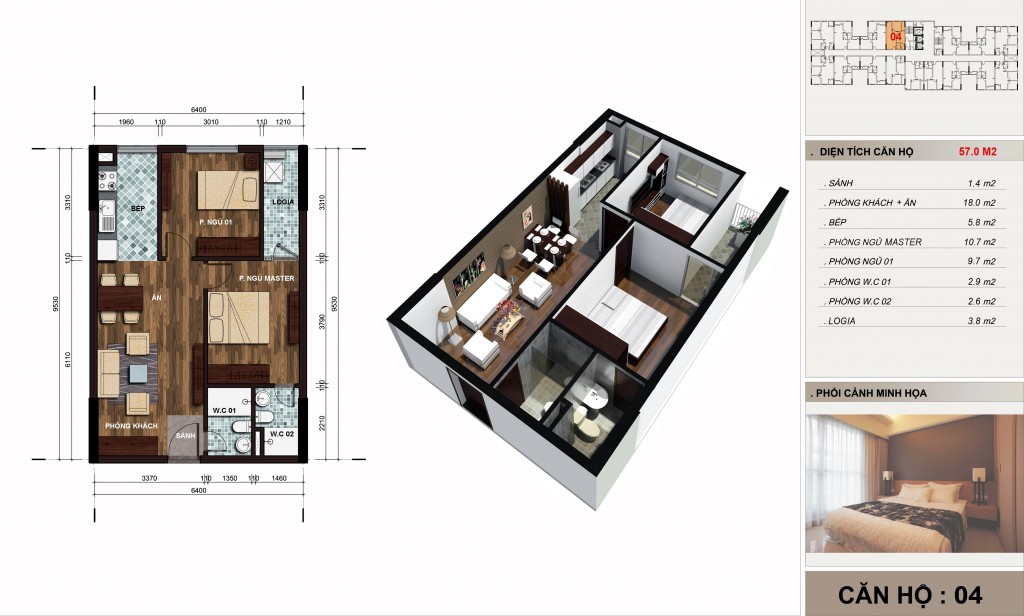 6400
1960 110 3010 110 1210
3310
110
9530
6110
BẾP
P. NGỦ 01
LOGIA
P. NGỦ MASTER
ĂN
PHÒNG KHÁCH
SẢNH
W.C 01
W.C 02
3310
110
3790
9530
110
2210
3370 110 1350 110 1460
6400
04
. DIỆN TÍCH CĂN HỘ 57.0 M2
. SẢNH 1.4 m2
. PHÒNG KHÁCH + ĂN 18.0 m2
. BẾP 5.8 m2
. PHÒNG NGỦ MASTER 10.7 m2
. PHÒNG NGỦ 01 9.7 m2
. PHÒNG W.C 01 2.9 m2
. PHÒNG W.C 02 2.6 m2
. LOGIA 3.8 m2
. PHỐI CẢNH MINH HỌA
CĂN HỘ : 04